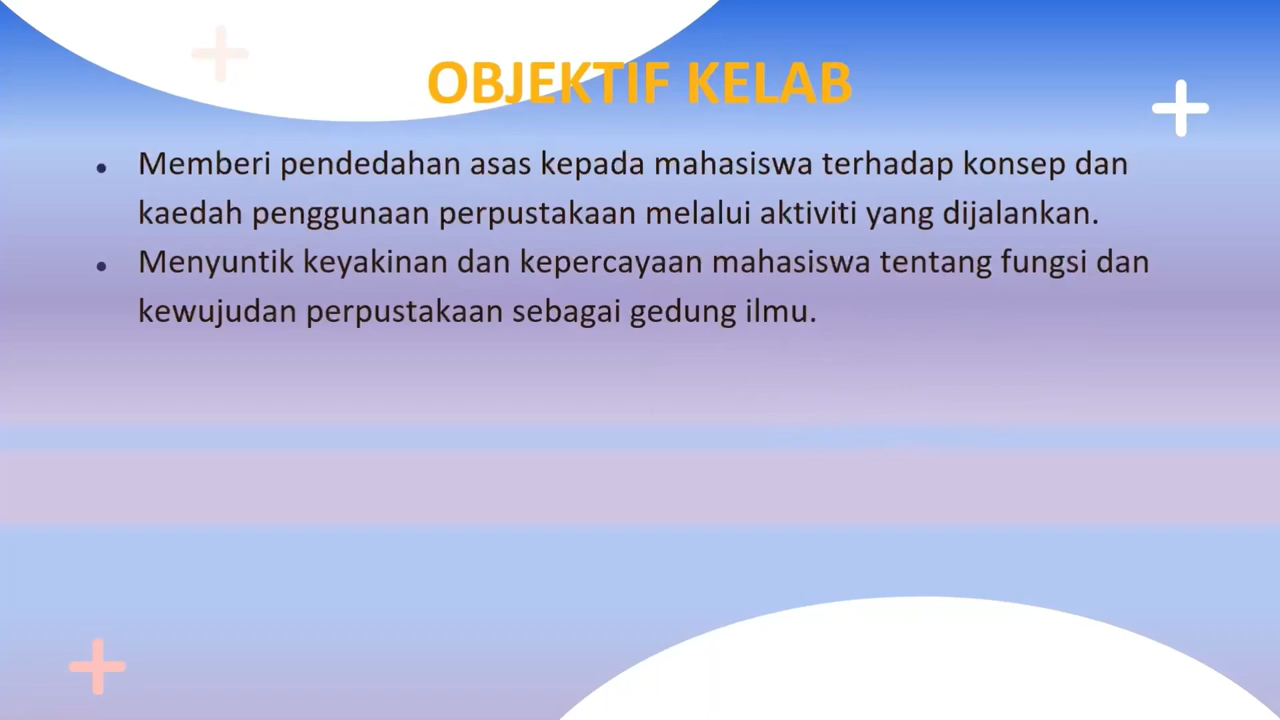 OBJEKTIF KELAB
• Memberi pendedahan asas kepada mahasiswa terhadap konsep dan
kaedah penggunaan perpustakaan melalui aktiviti yang dijalankan.
• Menyuntik keyakinan dan kepercayaan mahasiswa tentang fungsi dan
kewujudan perpustakaan sebagai gedung ilmu.